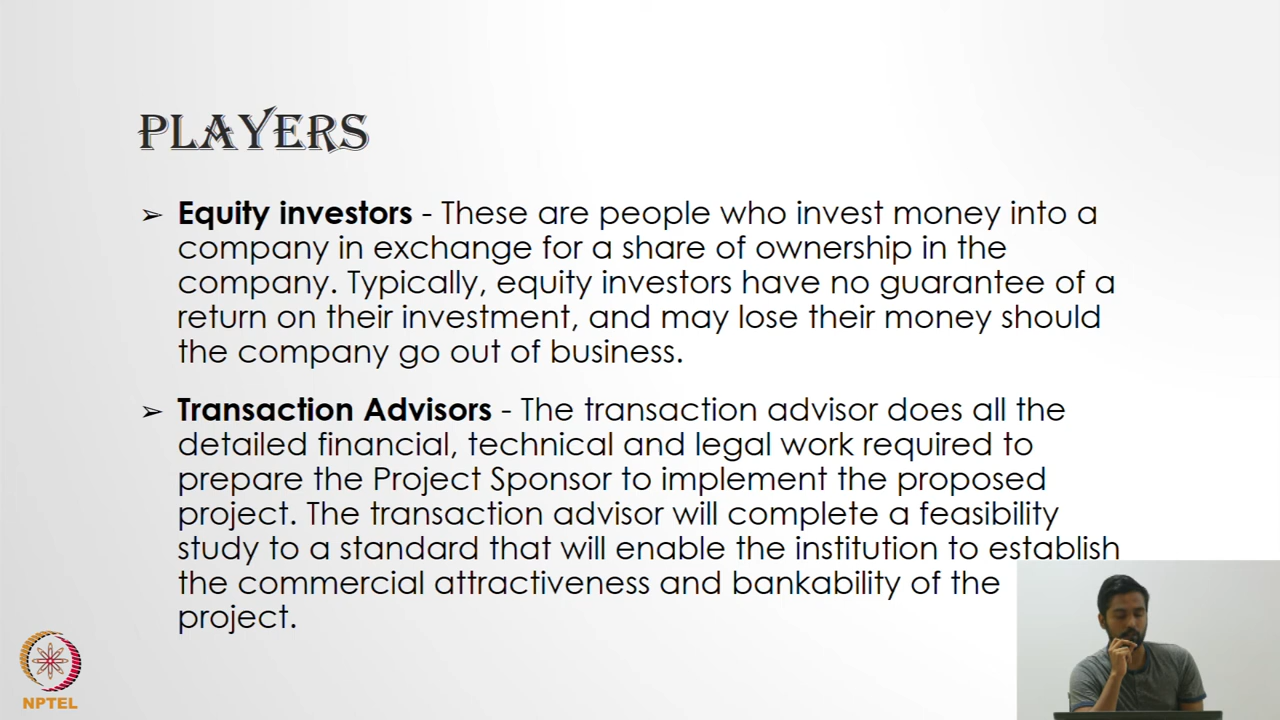 PLAYERS
➢ Equity investors - These are people who invest money into a
company in exchange for a share of ownership in the
company. Typically, equity investors have no guarantee of a
return on their investment, and may lose their money should
the company go out of business.
➢ Transaction Advisors - The transaction advisor does all the
detailed financial, technical and legal work required to
prepare the Project Sponsor to implement the proposed
project. The transaction advisor will complete a feasibility
study to a standard that will enable the institution to establish
the commercial attractiveness and bankability of the
project.
NPTEL